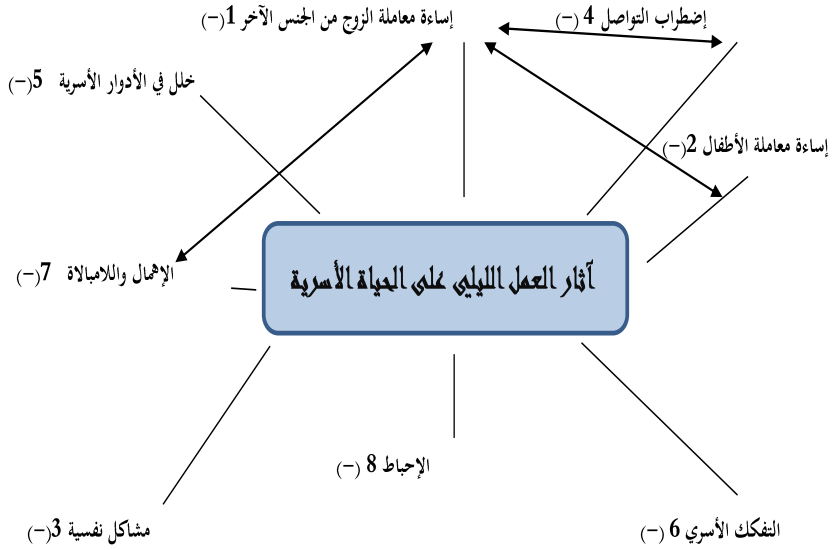 إضطراب التواصل 4 (−)
إساءة معاملة الزوج من الجنس الآخر 1(−)
خلل في الأدوار الأسرية 5(−)
إساءة معاملة الأطفال 2(−)
الإهمال واللامبالاة 7(−)
آثار العمل الليلي على الحياة الأسرية
الإحباط 8 (−)
التفكك الأسري 6 (−)
مشاكل نفسية 3(−)